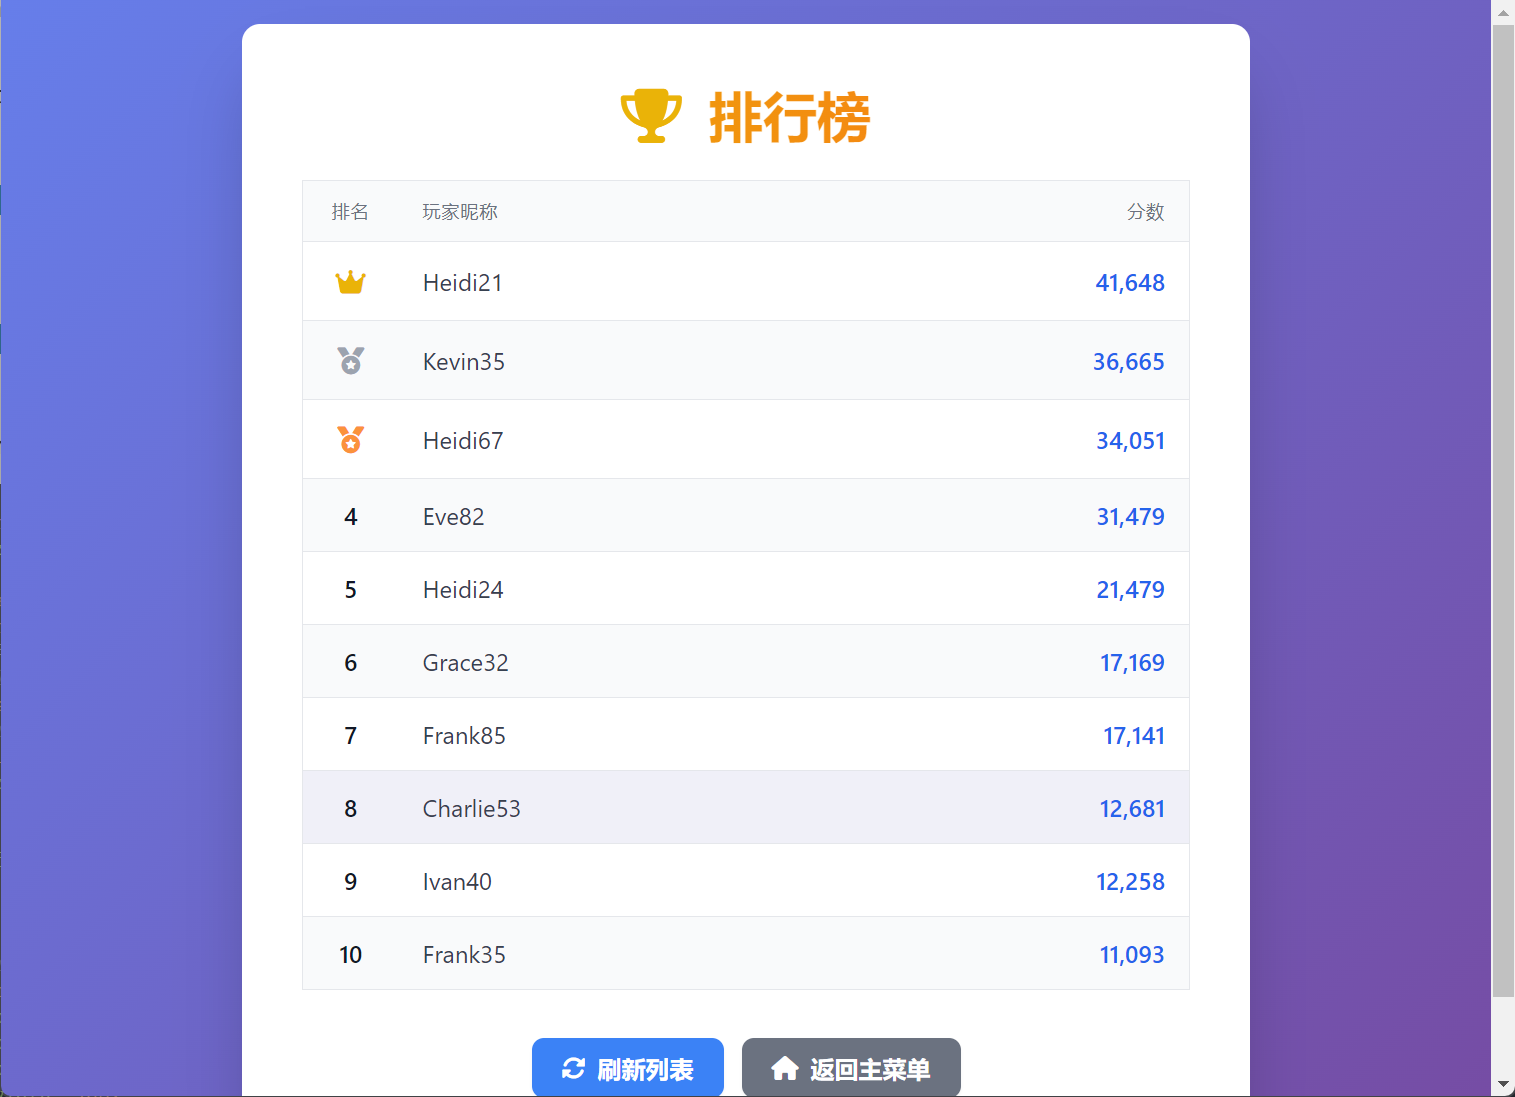 排行榜
排名 玩家昵称 分数
Heidi21 41,648
Kevin35 36,665
Heidi67 34,051
4 Eve82 31,479
5 Heidi24 21,479
6 Grace32 17,169
7 Frank85 17,141
8 Charlie53 12,681
9 Ivan40 12,258
10 Frank35 11,093
刷新列表 返回主菜单